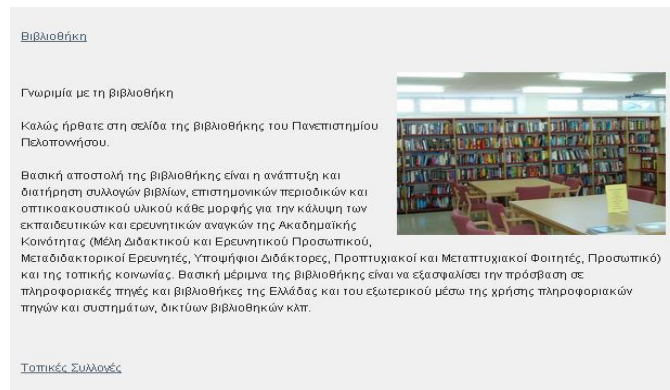 Βιβλιοθήκη
Γνωριμία με τη βιβλιοθήκη
Καλώς ήρθατε στη σελίδα της βιβλιοθήκης του Πανεπιστημίου
Πελοποννήσου.
Βασική αποστολή της βιβλιοθήκης είναι η ανάπτυξη και
διατήρηση συλλογών βιβλίων, επιστημονικών περιοδικών και
οπτικοακουστικού υλικού κάθε μορφής για την κάλυψη των
εκπαιδευτικών και ερευνητικών αναγκών της Ακαδημαϊκής
Κοινότητας (Μέλη Διδακτικού και Ερευνητικού Προσωπικού,
Μεταδιδακτορικοί Ερευνητές, Υποψήφιοι Διδάκτορες, Προπτυχιακοί και Μεταπτυχιακοί Φοιτητές, Προσωπικό)
και της τοπικής κοινωνίας. Βασική μέριμνα της βιβλιοθήκης είναι να εξασφαλίσει την πρόσβαση σε
πληροφοριακές πηγές και βιβλιοθήκες της Ελλάδας και του εξωτερικού μέσω της χρήσης πληροφοριακών
πηγών και συστημάτων, δικτύων βιβλιοθηκών κλπ.
Τοπικές Συλλογές